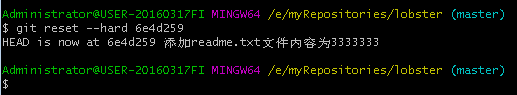 Administrator@USER-20160317FI MINGW64 /e/myRepositories/lobster (master)
$ git reset --hard 6e4d259
HEAD is now at 6e4d259 添加readme.txt文件内容为3333333
Administrator@USER-20160317FI MINGW64 /e/myRepositories/lobster (master)
$